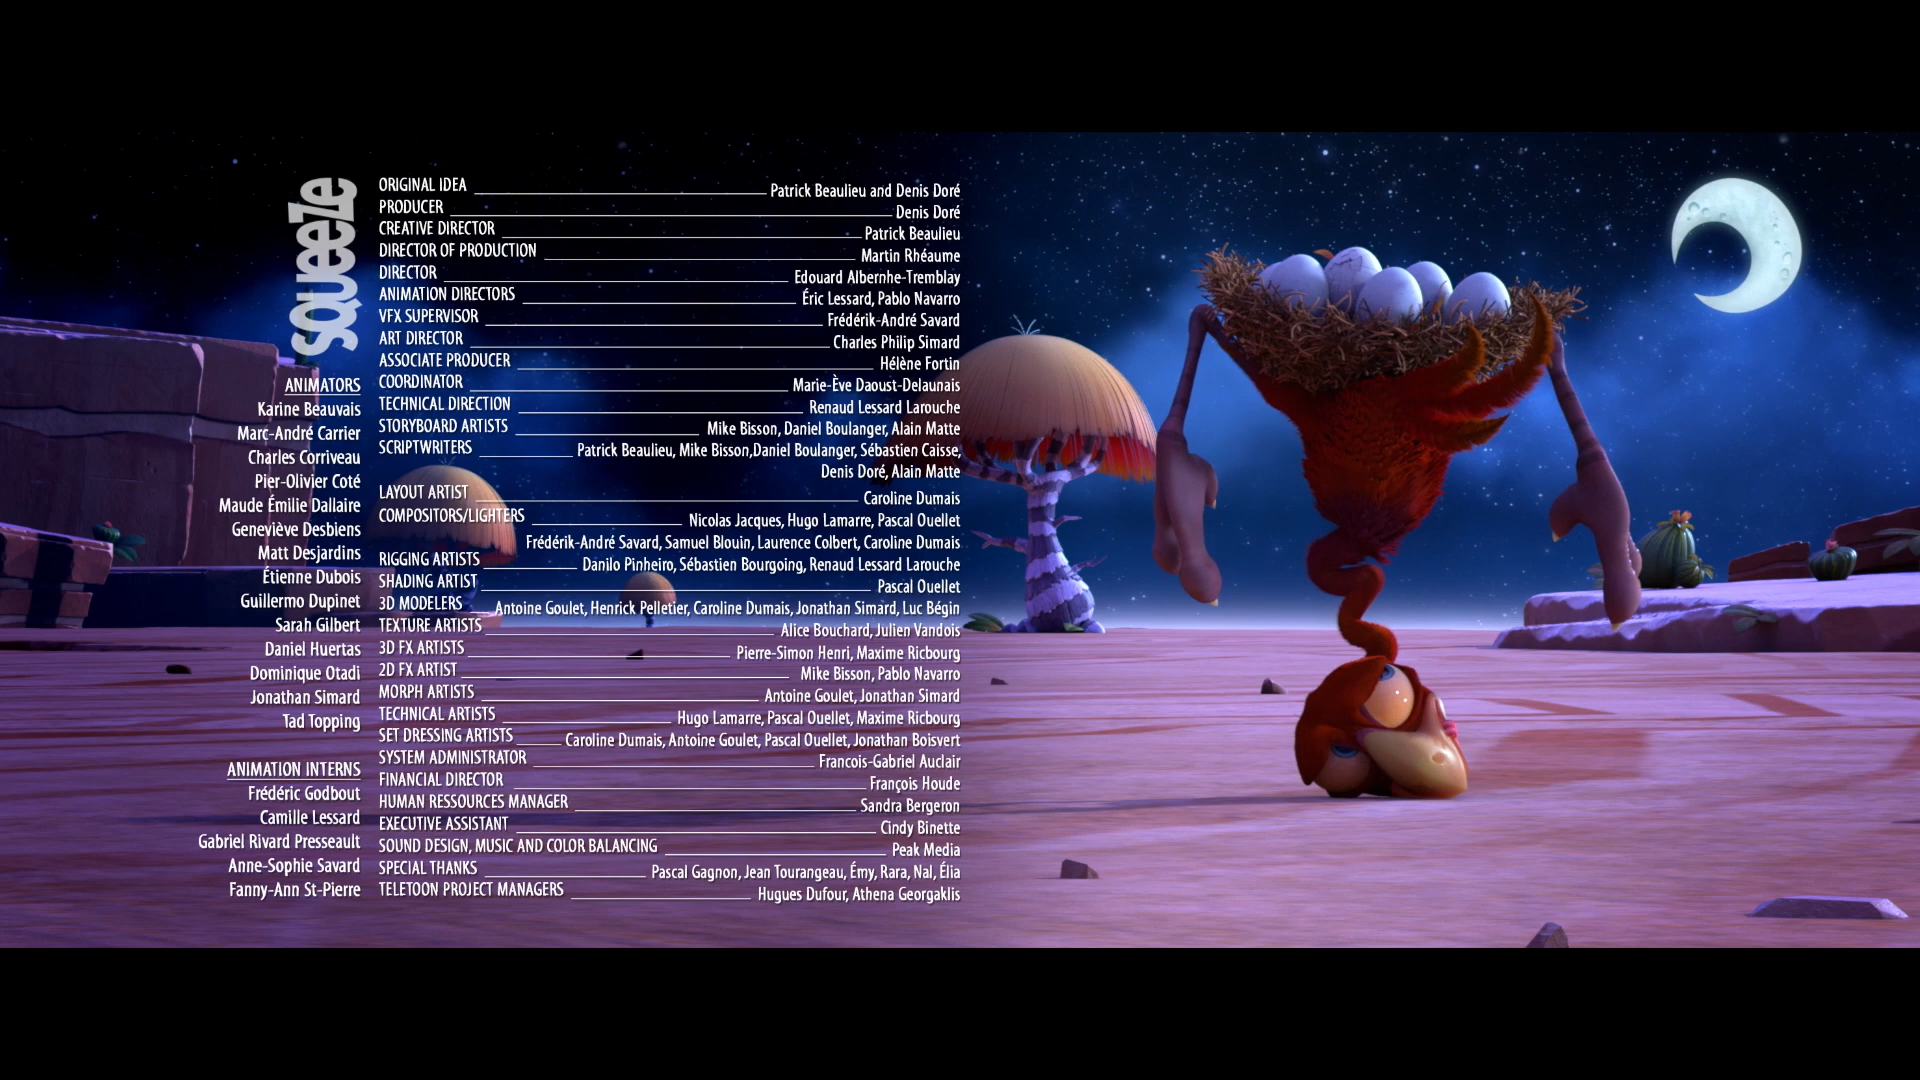 squeeze
ORIGINAL IDEA Patrick Beaulieu and Denis Doré
PRODUCER Denis Doré
CREATIVE DIRECTOR Patrick Beaulieu
DIRECTOR OF PRODUCTION Martin Rhéaume
DIRECTOR Edouard Albernhe-Tremblay
ANIMATION DIRECTORS Éric Lessard, Pablo Navarro
VFX SUPERVISOR Frédérik-André Savard
ART DIRECTOR Charles Philip Simard
ASSOCIATE PRODUCER Hélène Fortin
COORDINATOR Marie-Ève Daoust-Delaunais
TECHNICAL DIRECTION Renaud Lessard Larouche
STORYBOARD ARTISTS Mike Bisson, Daniel Boulanger, Alain Matte
SCRIPTWRITERS Patrick Beaulieu, Mike Bisson,Daniel Boulanger, Sébastien Caisse,
Denis Doré, Alain Matte
LAYOUT ARTIST Caroline Dumais
COMPOSITORS/LIGHTERS Nicolas Jacques, Hugo Lamarre, Pascal Ouellet
Frédérik-André Savard, Samuel Blouin, Laurence Colbert, Caroline Dumais
RIGGING ARTISTS Danilo Pinheiro, Sébastien Bourgoing, Renaud Lessard Larouche
SHADING ARTIST Pascal Ouellet
3D MODELERS Antoine Goulet, Henrick Pelletier, Caroline Dumais, Jonathan Simard, Luc Bégin
TEXTURE ARTISTS Alice Bouchard, Julien Vandois
3D FX ARTISTS Pierre-Simon Henri, Maxime Ricbourg
2D FX ARTIST Mike Bisson, Pablo Navarro
MORPH ARTISTS Antoine Goulet, Jonathan Simard
TECHNICAL ARTISTS Hugo Lamarre, Pascal Ouellet, Maxime Ricbourg
SET DRESSING ARTISTS Caroline Dumais, Antoine Goulet, Pascal Ouellet, Jonathan Boisvert
SYSTEM ADMINISTRATOR Francois-Gabriel Auclair
FINANCIAL DIRECTOR François Houde
HUMAN RESSOURCES MANAGER Sandra Bergeron
EXECUTIVE ASSISTANT Cindy Binette
SOUND DESIGN, MUSIC AND COLOR BALANCING Peak Media
SPECIAL THANKS Pascal Gagnon, Jean Tourangeau, Émy, Rara, Nal, Élia
TELETOON PROJECT MANAGERS Hugues Dufour, Athena Georgaklis
ANIMATORS
Karine Beauvais
Marc-André Carrier
Charles Corriveau
Pier-Olivier Coté
Maude Émilie Dallaire
Geneviève Desbiens
Matt Desjardins
Étienne Dubois
Guillermo Dupinet
Sarah Gilbert
Daniel Huertas
Dominique Otadi
Jonathan Simard
Tad Topping
ANIMATION INTERNS
Frédéric Godbout
Camille Lessard
Gabriel Rivard Presseault
Anne-Sophie Savard
Fanny-Ann St-Pierre